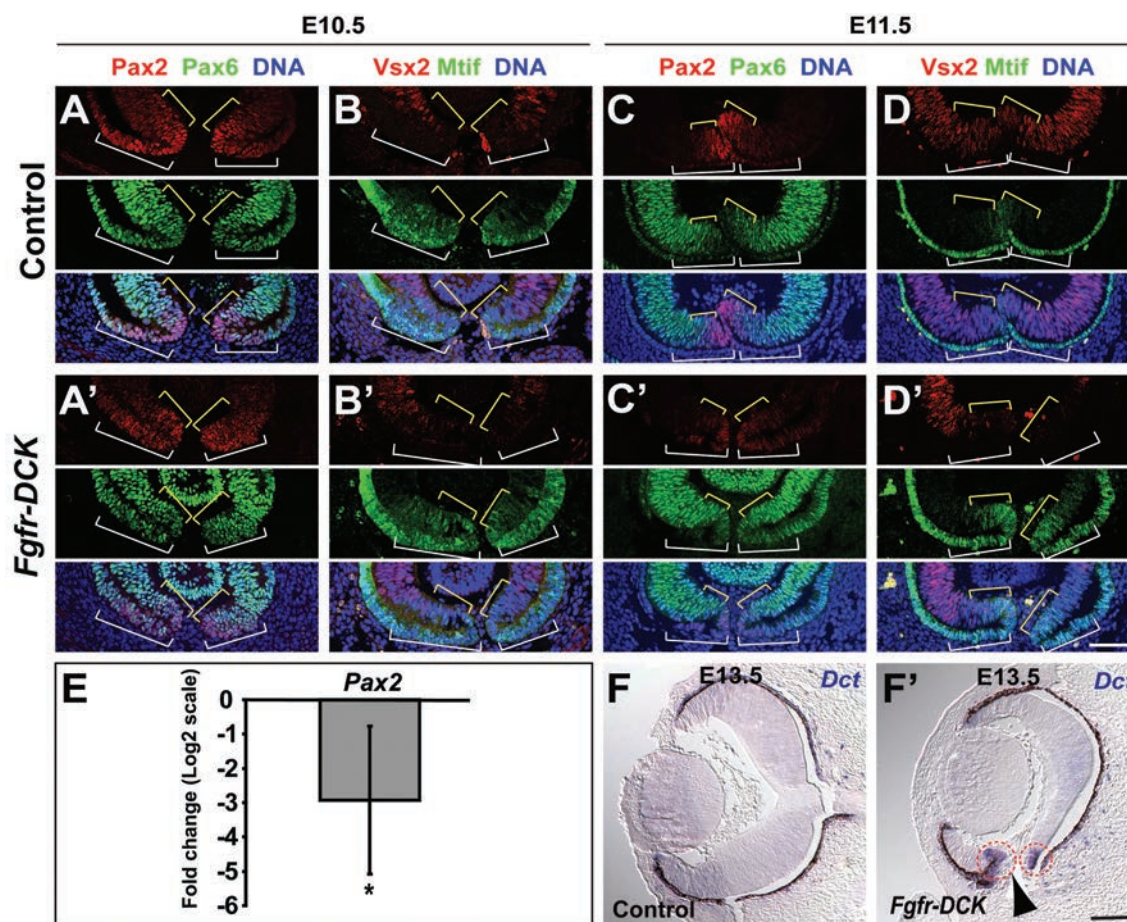 E10.5
E11.5
Pax2 Pax6 DNA
Vsx2 Mtif DNA
Pax2 Pax6 DNA
Vsx2 Mtif DNA
Control
A
B
C
D
Fgfr-DCK
A'
B'
C'
D'
E
Pax2
Fold change (Log2 scale)
0
-1
-2
-3
-4
-5
-6
*
F
E13.5
Dct
Control
F'
E13.5
Dct
Fgfr-DCK